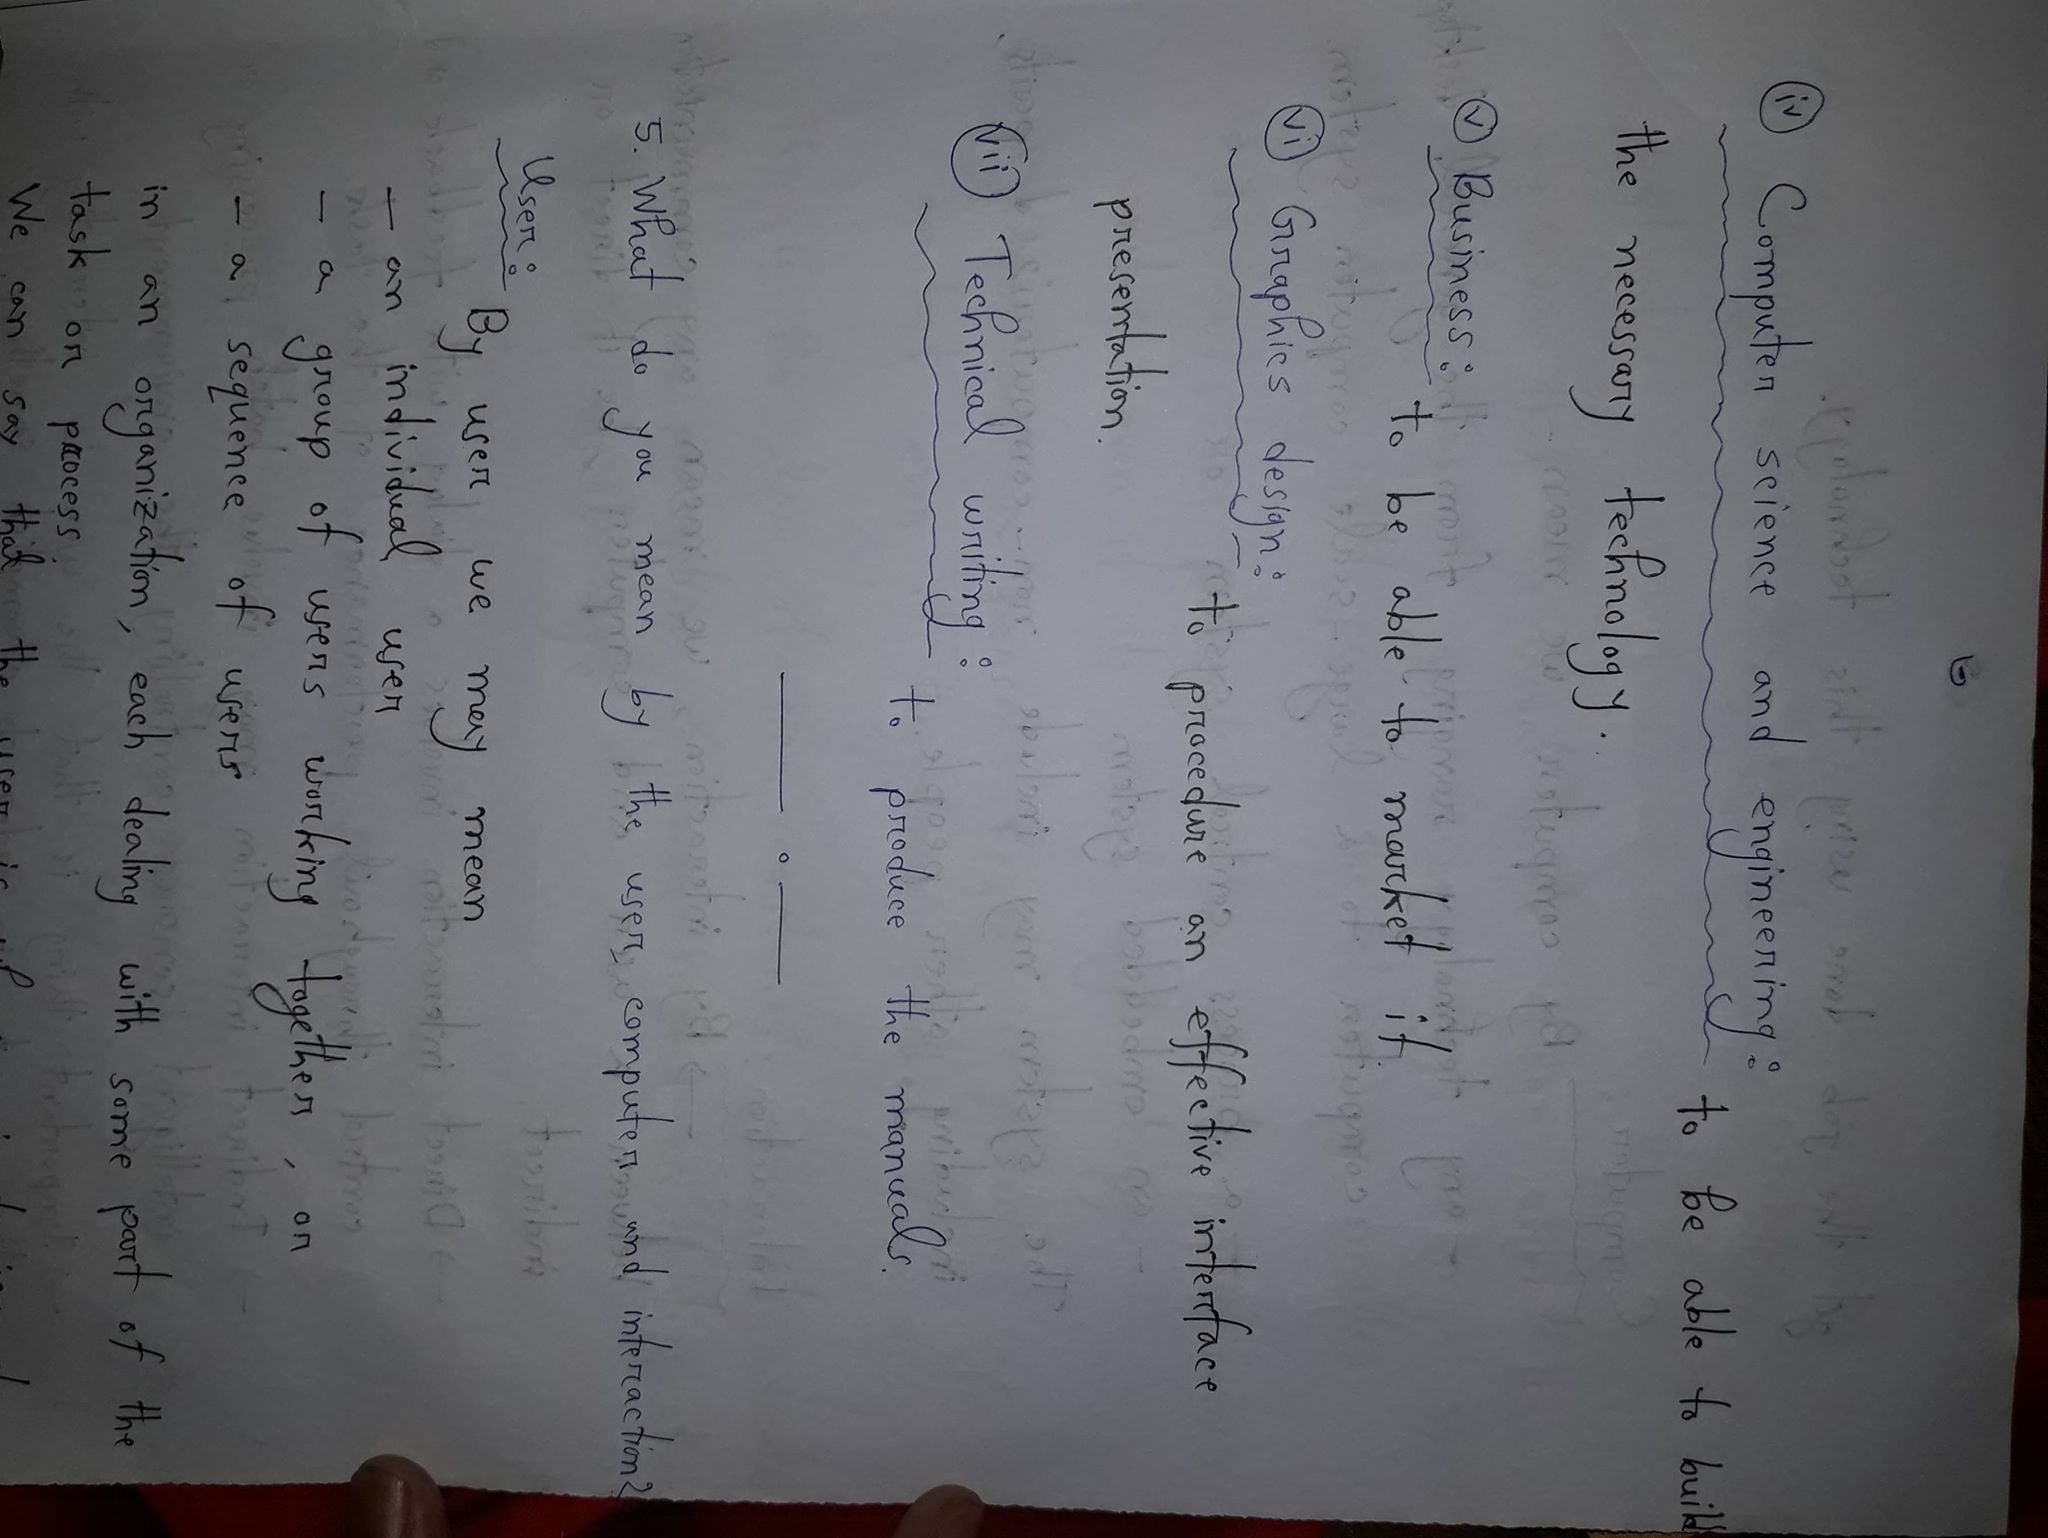 6
iv Computer science and engineering: to be able to build
the necessary technology.
v Business: to be able to market it
vi Graphics design: to procedure an effective interface
presentation.
vii Technical writing: to produce the manuals.
5. What do you mean by the user, computer and interaction?
User: By user we may mean
- an individual user
- a group of users working together, or
- a sequence of users
in an organization, each dealing with some part of the
task or process.
We can say that the user is